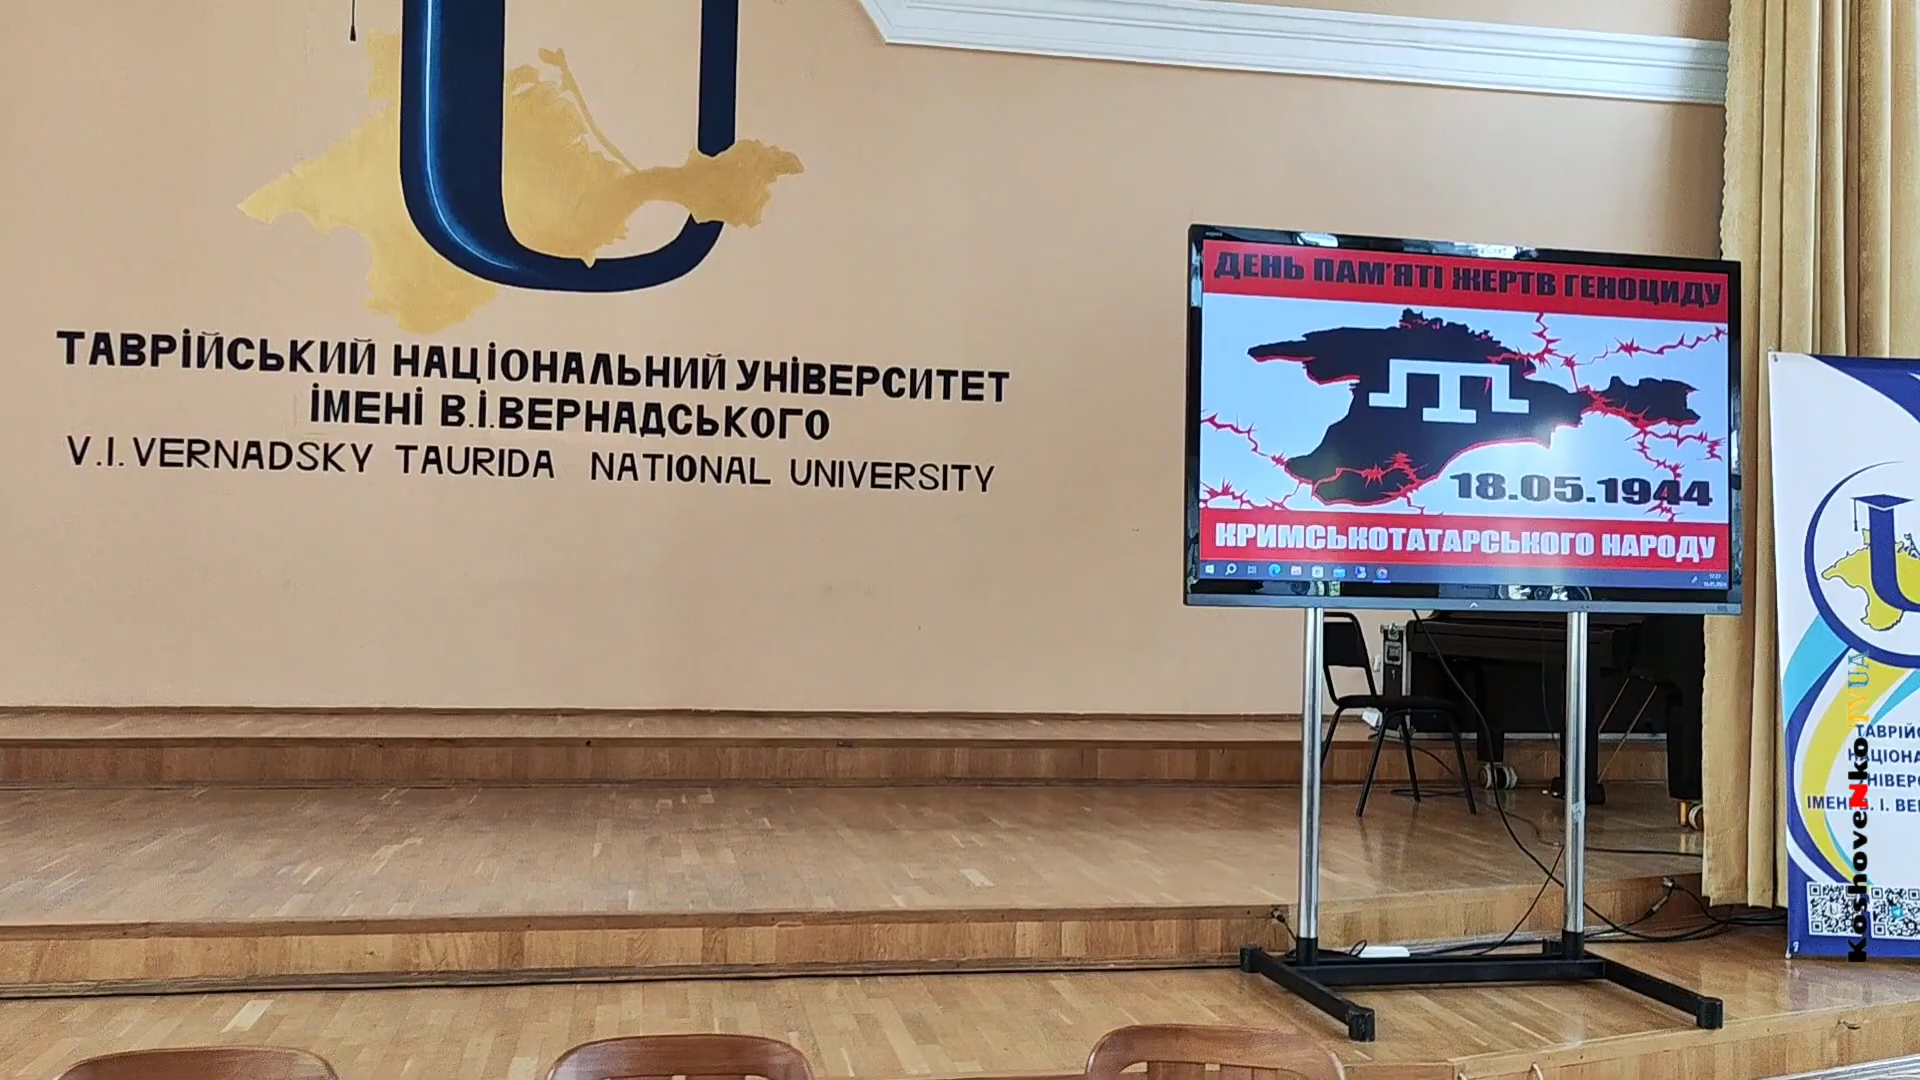 ТАВРІЙСЬКИЙ НАЦІОНАЛЬНИЙ УНІВЕРСИТЕТ
ІМЕНІ В.І.ВЕРНАДСЬКОГО
V.I.VERNADSKY TAURIDA NATIONAL UNIVERSITY
ДЕНЬ ПАМ'ЯТІ ЖЕРТВ ГЕНОЦИДУ
18.05.1944
КРИМСЬКОТАТАРСЬКОГО НАРОДУ
KoshoveNko TV UA